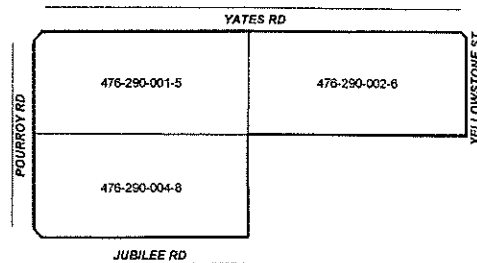 YATES RD
476-290-001-5
476-290-002-6
YELLOWSTONE ST
POURROY RD
476-290-004-8
JUBILEE RD